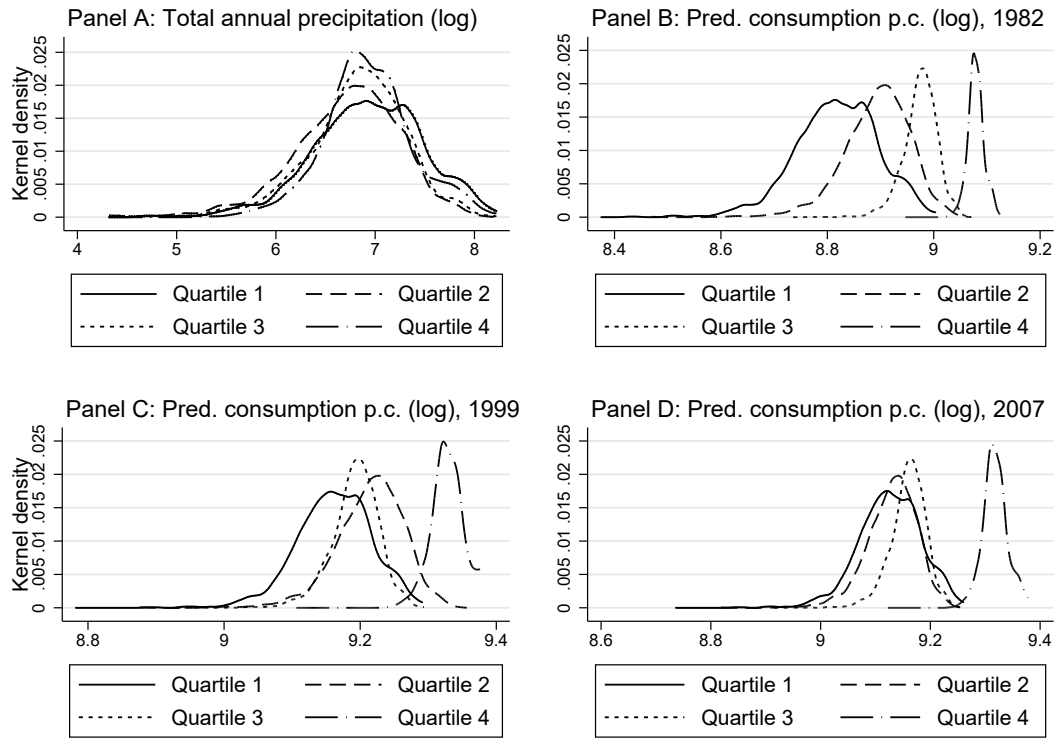 Panel A: Total annual precipitation (log)
Kernel density
0 .005 .01 .015 .02 .025
4 5 6 7 8
Quartile 1 Quartile 2
Quartile 3 Quartile 4
Panel B: Pred. consumption p.c. (log), 1982
0 .005 .01 .015 .02 .025
8.4 8.6 8.8 9 9.2
Quartile 1 Quartile 2
Quartile 3 Quartile 4
Panel C: Pred. consumption p.c. (log), 1999
Kernel density
0 .005 .01 .015 .02 .025
8.8 9 9.2 9.4
Quartile 1 Quartile 2
Quartile 3 Quartile 4
Panel D: Pred. consumption p.c. (log), 2007
0 .005 .01 .015 .02 .025
8.6 8.8 9 9.2 9.4
Quartile 1 Quartile 2
Quartile 3 Quartile 4